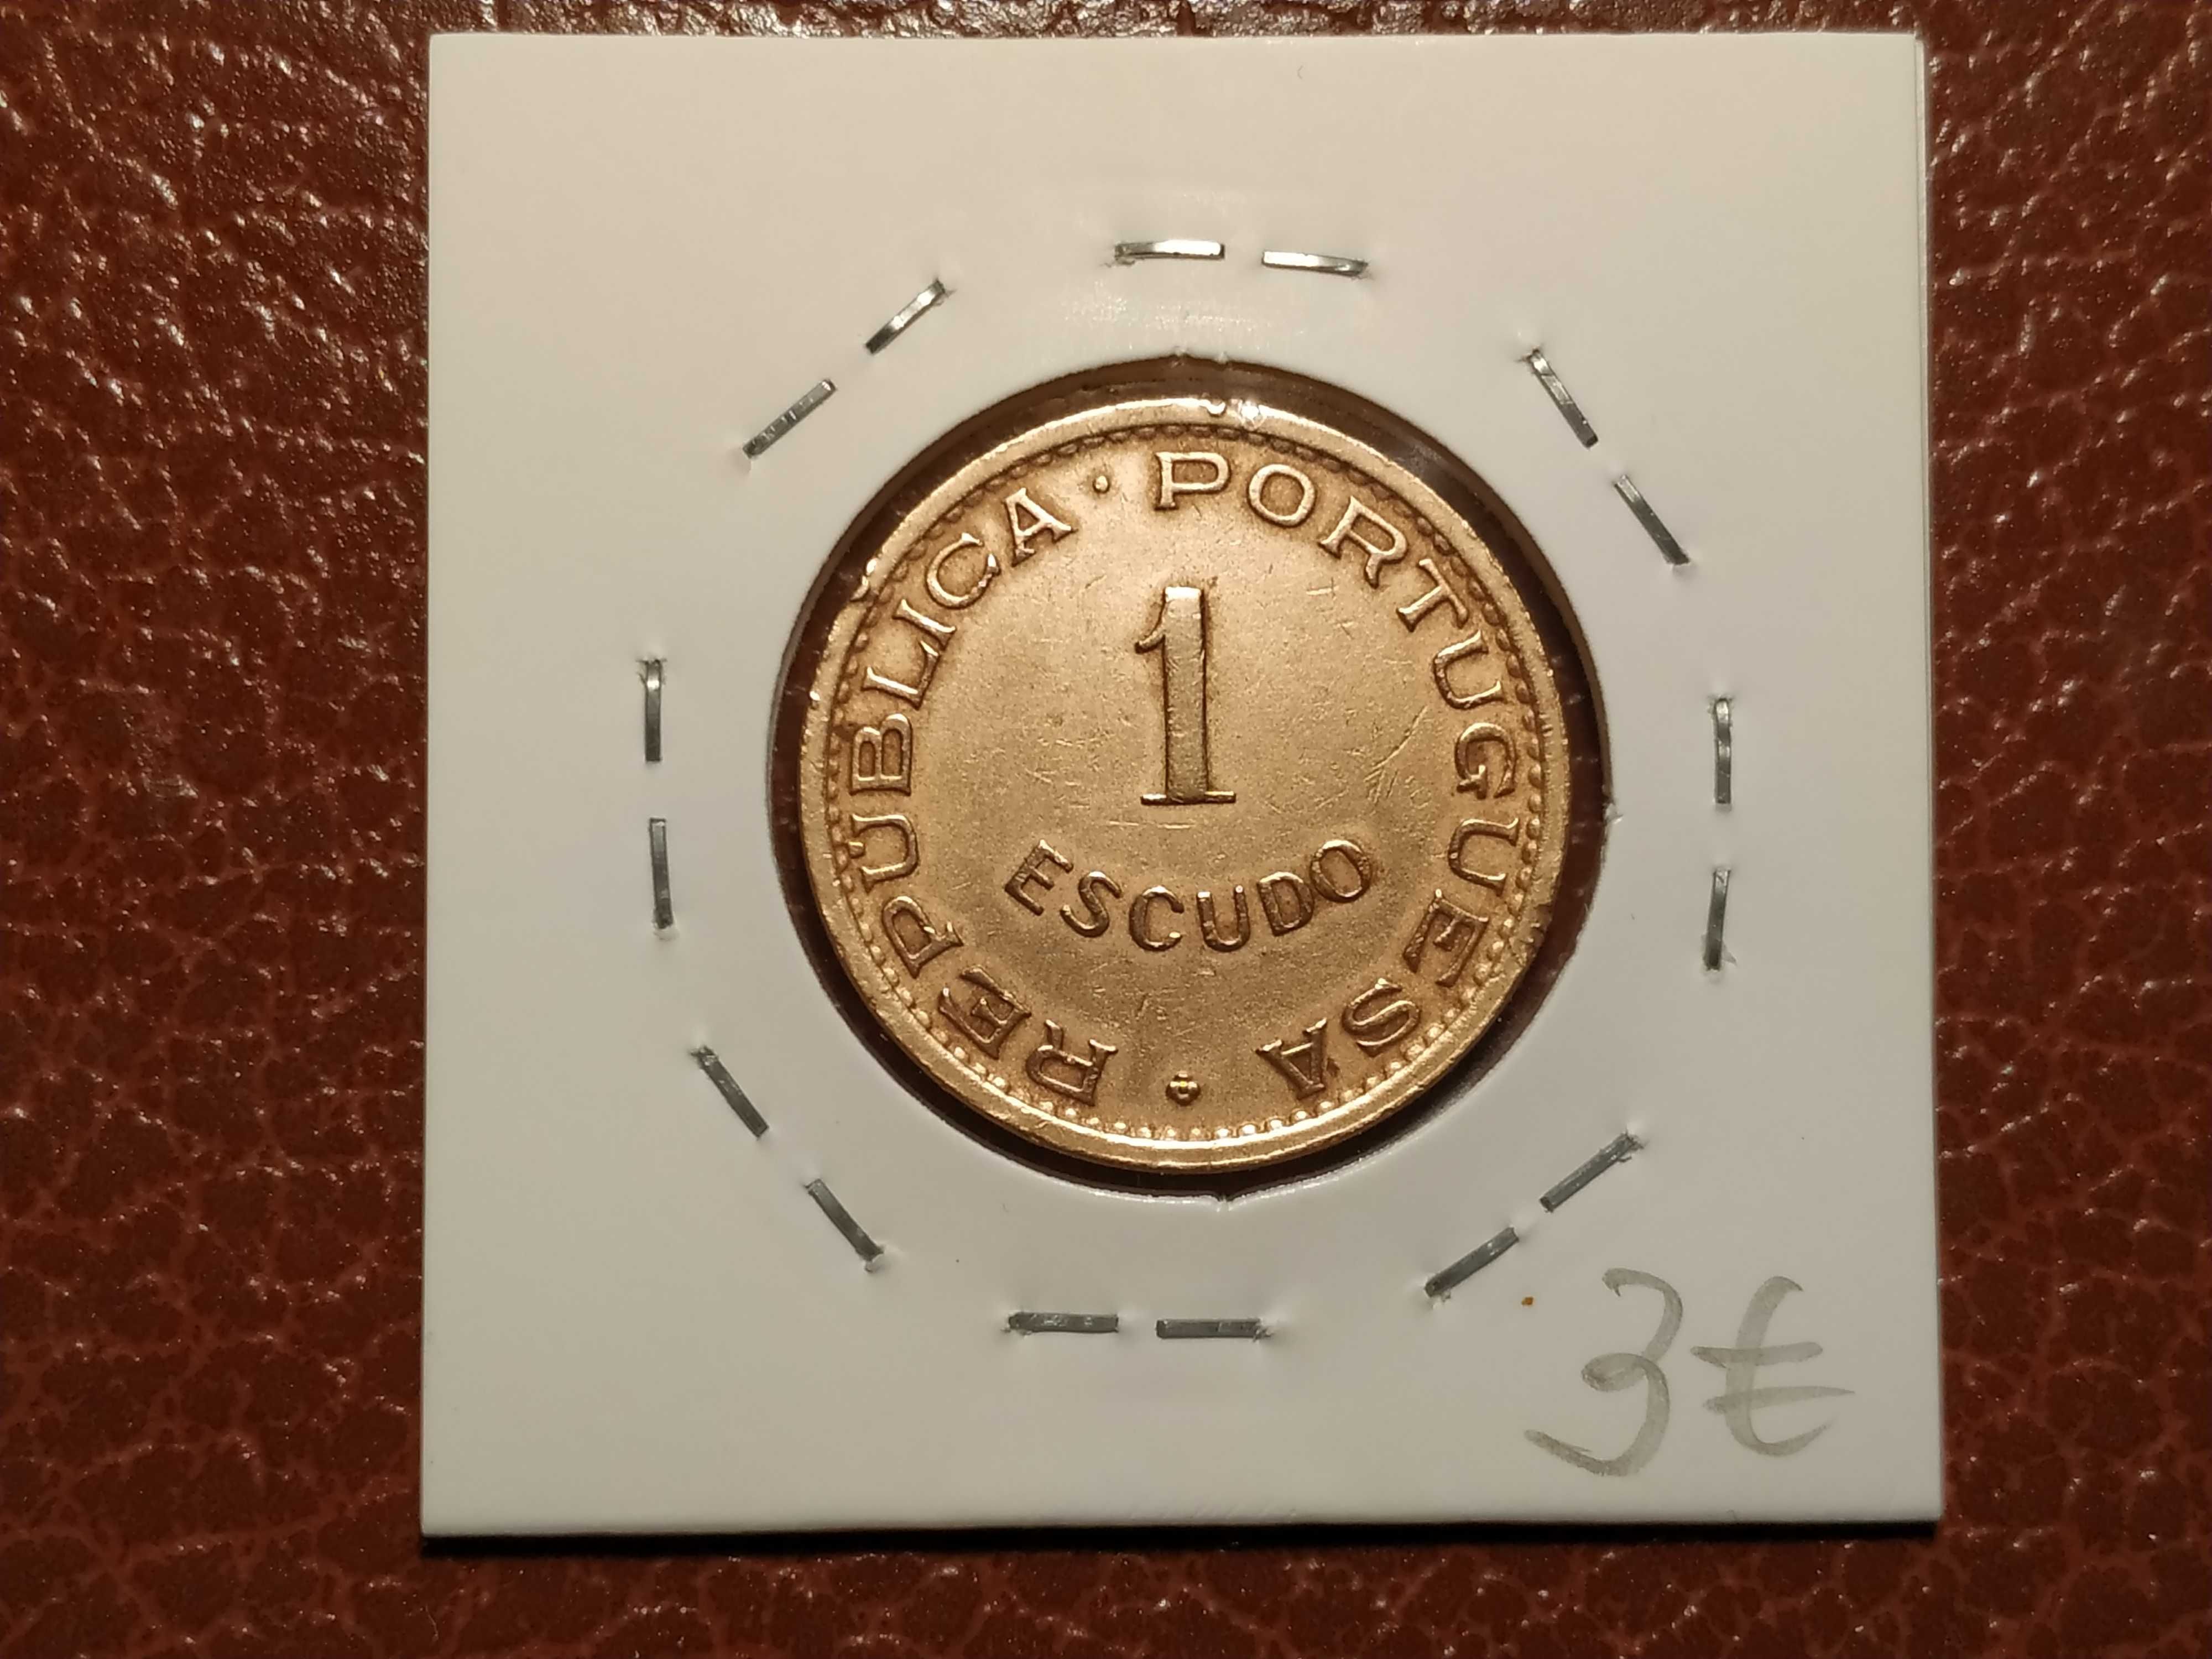 REPÚBLICA · PORTUGUESA
1
ESCUDO
3€